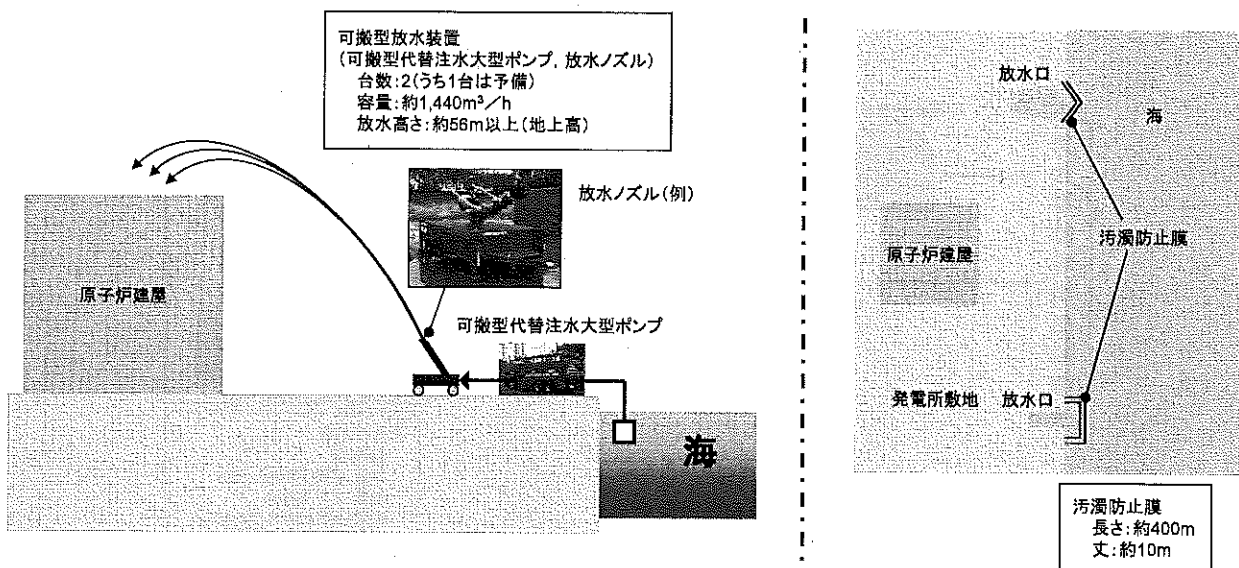 可搬型放水装置
(可搬型代替注水大型ポンプ, 放水ノズル)
台数:2(うち1台は予備)
容量:約1,440m³/h
放水高さ:約56m以上(地上高)
放水ノズル(例)
原子炉建屋
可搬型代替注水大型ポンプ
海
放水口
海
汚濁防止膜
原子炉建屋
発電所敷地
放水口
汚濁防止膜
長さ:約400m
丈:約10m